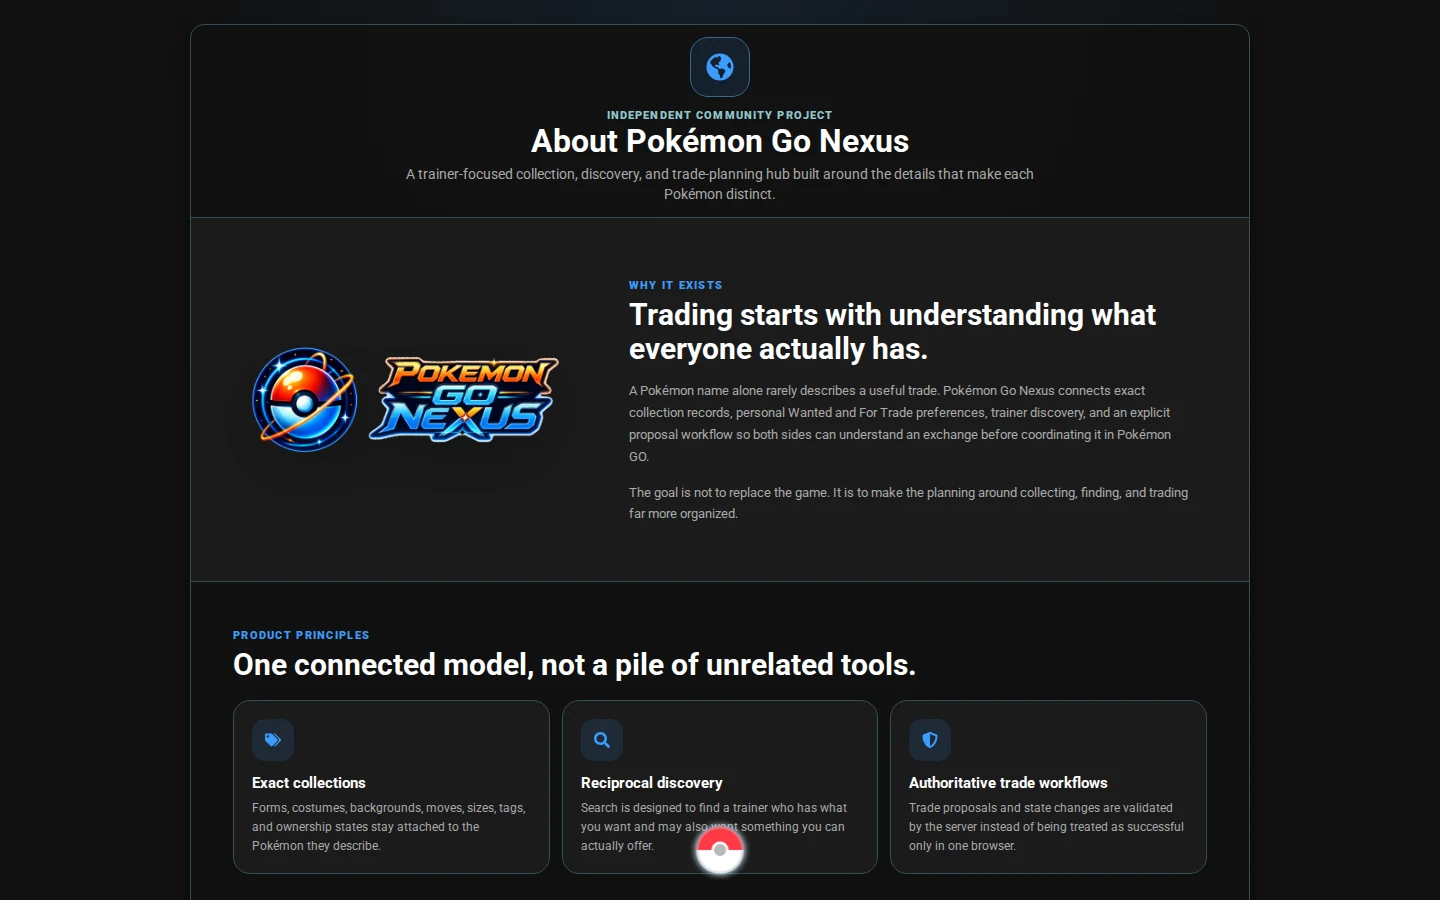 INDEPENDENT COMMUNITY PROJECT
About Pokémon Go Nexus
A trainer-focused collection, discovery, and trade-planning hub built around the details that make each
Pokémon distinct.
POKEMON
GO
NEXUS
WHY IT EXISTS
Trading starts with understanding what
everyone actually has.
A Pokémon name alone rarely describes a useful trade. Pokémon Go Nexus connects exact
collection records, personal Wanted and For Trade preferences, trainer discovery, and an explicit
proposal workflow so both sides can understand an exchange before coordinating it in Pokémon
GO.
The goal is not to replace the game. It is to make the planning around collecting, finding, and trading
far more organized.
PRODUCT PRINCIPLES
One connected model, not a pile of unrelated tools.
Exact collections
Forms, costumes, backgrounds, moves, sizes, tags,
and ownership states stay attached to the
Pokémon they describe.
Reciprocal discovery
Search is designed to find a trainer who has what
you want and may also want something you can
actually offer.
Authoritative trade workflows
Trade proposals and state changes are validated
by the server instead of being treated as successful
only in one browser.